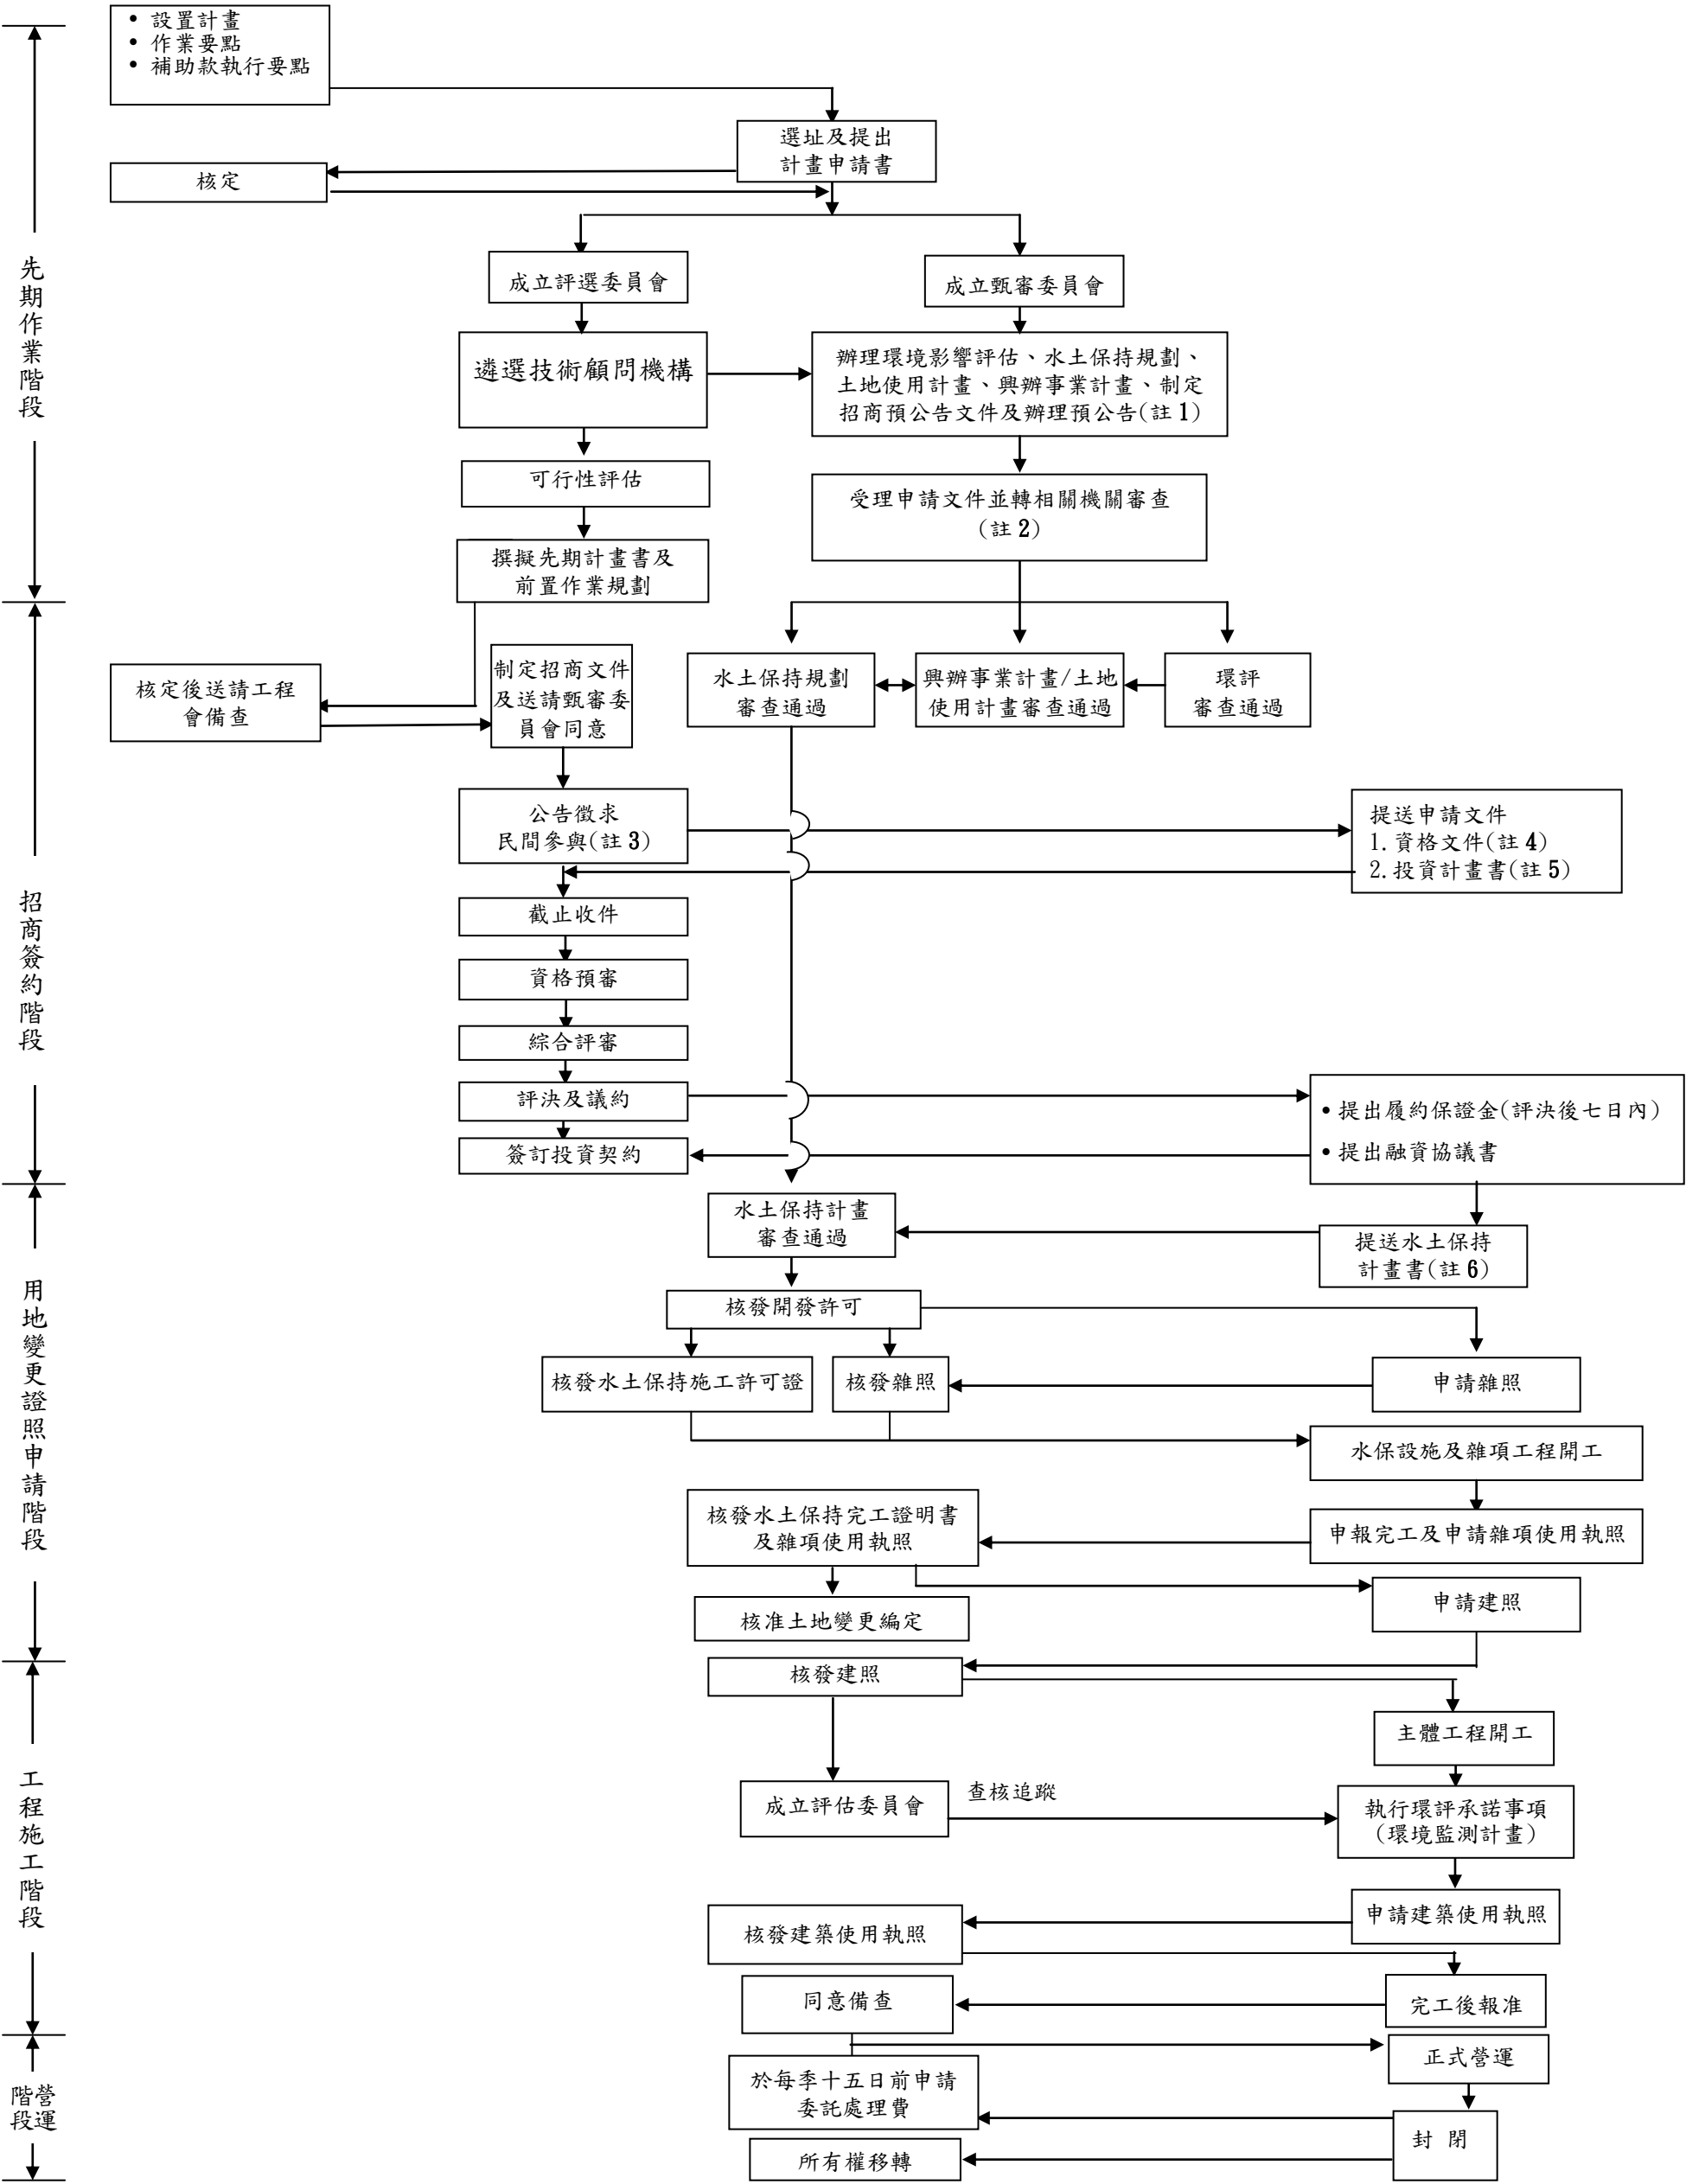 • 設置計畫
• 作業要點
• 補助款執行要點
選址及提出
計畫申請書
核定
先期作業階段
成立評選委員會
成立甄審委員會
遴選技術顧問機構
辦理環境影響評估、水土保持規劃、
土地使用計畫、興辦事業計畫、制定
招商預公告文件及辦理預公告(註1)
可行性評估
受理申請文件並轉相關機關審查
(註2)
撰擬先期計畫書及
前置作業規劃
招商簽約階段
核定後送請工程
會備查
制定招商文件
及送請甄審委
員會同意
水土保持規劃
審查通過
興辦事業計畫/土地
使用計畫審查通過
環評
審查通過
公告徵求
民間參與(註3)
提送申請文件
1.資格文件(註4)
2.投資計畫書(註5)
截止收件
資格預審
綜合評審
評決及議約
• 提出履約保證金(評決後七日內)
• 提出融資協議書
簽訂投資契約
用地變更證照申請階段
水土保持計畫
審查通過
提送水土保持
計畫書(註6)
核發開發許可
核發水土保持施工許可證
核發雜照
申請雜照
水保設施及雜項工程開工
核發水土保持完工證明書
及雜項使用執照
申報完工及申請雜項使用執照
申請建照
核准土地變更編定
工程施工階段
核發建照
主體工程開工
成立評估委員會
查核追蹤
執行環評承諾事項
(環境監測計畫)
申請建築使用執照
核發建築使用執照
同意備查
完工後報准
營運階段
正式營運
於每季十五日前申請
委託處理費
封 閉
所有權移轉